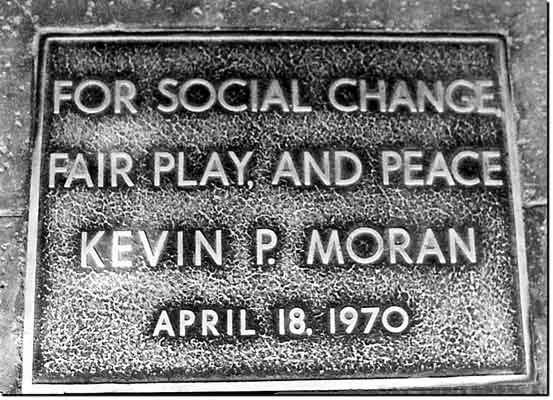 FOR SOCIAL CHANGE,
FAIR PLAY, AND PEACE
KEVIN P. MORAN
APRIL 18, 1970